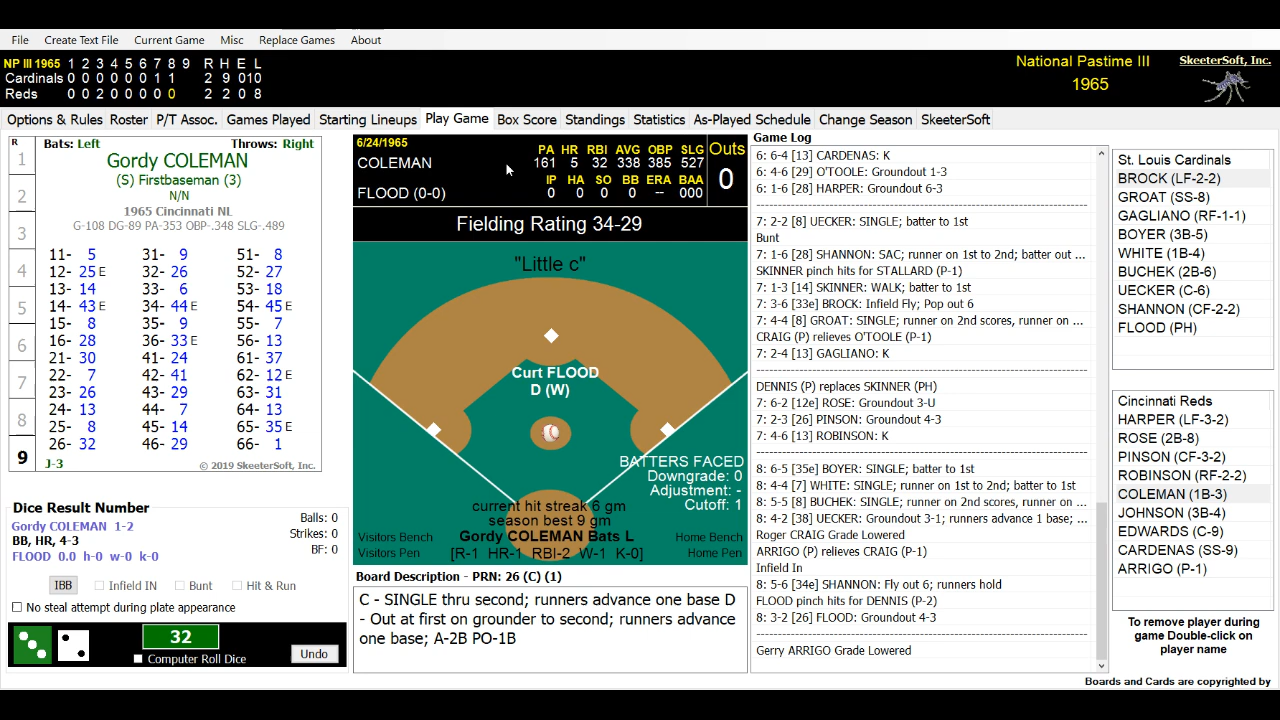 File Create Text File Current Game Misc Replace Games About
NP III 1965 1 2 3 4 5 6 7 8 9 R H E L
Cardinals 0 0 0 0 0 0 1 1 2 9 0 10
Reds 0 0 2 0 0 0 0 0 2 2 0 8
National Pastime III
1965
SkeeterSoft, Inc.
Options & Rules Roster P/T Assoc. Games Played Starting Lineups Play Game Box Score Standings Statistics As-Played Schedule Change Season SkeeterSoft
R
1
2
3
4
5
6
7
8
9
Bats: Left Throws: Right
Gordy COLEMAN
(S) Firstbaseman (3)
N/N
1965 Cincinnati NL
G-108 DG-89 PA-353 OBP-.348 SLG-.489
11- 5 31- 9 51- 8
12- 25 E 32- 26 52- 27
13- 14 33- 6 53- 18
14- 43 E 34- 44 E 54- 45 E
15- 8 35- 9 55- 7
16- 28 36- 33 E 56- 13
21- 30 41- 24 61- 37
22- 7 42- 41 62- 12 E
23- 26 43- 29 63- 31
24- 13 44- 7 64- 13
25- 8 45- 14 65- 35 E
26- 32 46- 29 66- 1
J-3 © 2019 SkeeterSoft, Inc.
Dice Result Number
Gordy COLEMAN 1-2
BB, HR, 4-3
FLOOD 0.0 h-0 w-0 k-0
Balls: 0
Strikes: 0
BF: 0
IBB Infield IN Bunt Hit & Run
No steal attempt during plate appearance
32
Computer Roll Dice
Undo
6/24/1965
PA HR RBI AVG OBP SLG
COLEMAN 161 5 32 338 385 527
IP HA SO BB ERA BAA
FLOOD (0-0) 0 0 0 0 -- 000
Outs
0
Fielding Rating 34-29
"Little c"
Curt FLOOD
D (W)
BATTERS FACED
Downgrade: 0
Adjustment: -
Cutoff: 1
current hit streak 6 gm
season best 9 gm
Visitors Bench Gordy COLEMAN Bats L Home Bench
Visitors Pen [R-1 HR-1 RBI-2 W-1 K-0] Home Pen
Board Description - PRN: 26 (C) (1)
C - SINGLE thru second; runners advance one base D
- Out at first on grounder to second; runners advance
one base; A-2B PO-1B
Game Log
6: 6-4 [13] CARDENAS: K
6: 4-6 [29] O'TOOLE: Groundout 1-3
6: 1-6 [28] HARPER: Groundout 6-3
7: 2-2 [8] UECKER: SINGLE; batter to 1st
Bunt
7: 1-6 [28] SHANNON: SAC; runner on 1st to 2nd; batter out ...
SKINNER pinch hits for STALLARD (P-1)
7: 1-3 [14] SKINNER: WALK; batter to 1st
7: 3-6 [33e] BROCK: Infield Fly; Pop out 6
7: 4-4 [8] GROAT: SINGLE; runner on 2nd scores, runner on ...
CRAIG (P) relieves O'TOOLE (P-1)
7: 2-4 [13] GAGLIANO: K
DENNIS (P) replaces SKINNER (PH)
7: 6-2 [12e] ROSE: Groundout 3-U
7: 2-3 [26] PINSON: Groundout 4-3
7: 4-6 [13] ROBINSON: K
8: 6-5 [35e] BOYER: SINGLE; batter to 1st
8: 4-4 [7] WHITE: SINGLE; runner on 1st to 2nd; batter to 1st
8: 5-5 [8] BUCHEK: SINGLE; runner on 2nd scores, runner on ...
8: 4-2 [38] UECKER: Groundout 3-1; runners advance 1 base; ...
Roger CRAIG Grade Lowered
ARRIGO (P) relieves CRAIG (P-1)
Infield In
8: 5-6 [34e] SHANNON: Fly out 6; runners hold
FLOOD pinch hits for DENNIS (P-2)
8: 3-2 [26] FLOOD: Groundout 4-3
Gerry ARRIGO Grade Lowered
St. Louis Cardinals
BROCK (LF-2-2)
GROAT (SS-8)
GAGLIANO (RF-1-1)
BOYER (3B-5)
WHITE (1B-4)
BUCHEK (2B-6)
UECKER (C-6)
SHANNON (CF-2-2)
FLOOD (PH)
Cincinnati Reds
HARPER (LF-3-2)
ROSE (2B-8)
PINSON (CF-3-2)
ROBINSON (RF-2-2)
COLEMAN (1B-3)
JOHNSON (3B-4)
EDWARDS (C-9)
CARDENAS (SS-9)
ARRIGO (P-1)
To remove player during
game Double-click on
player name
Boards and Cards are copyrighted by